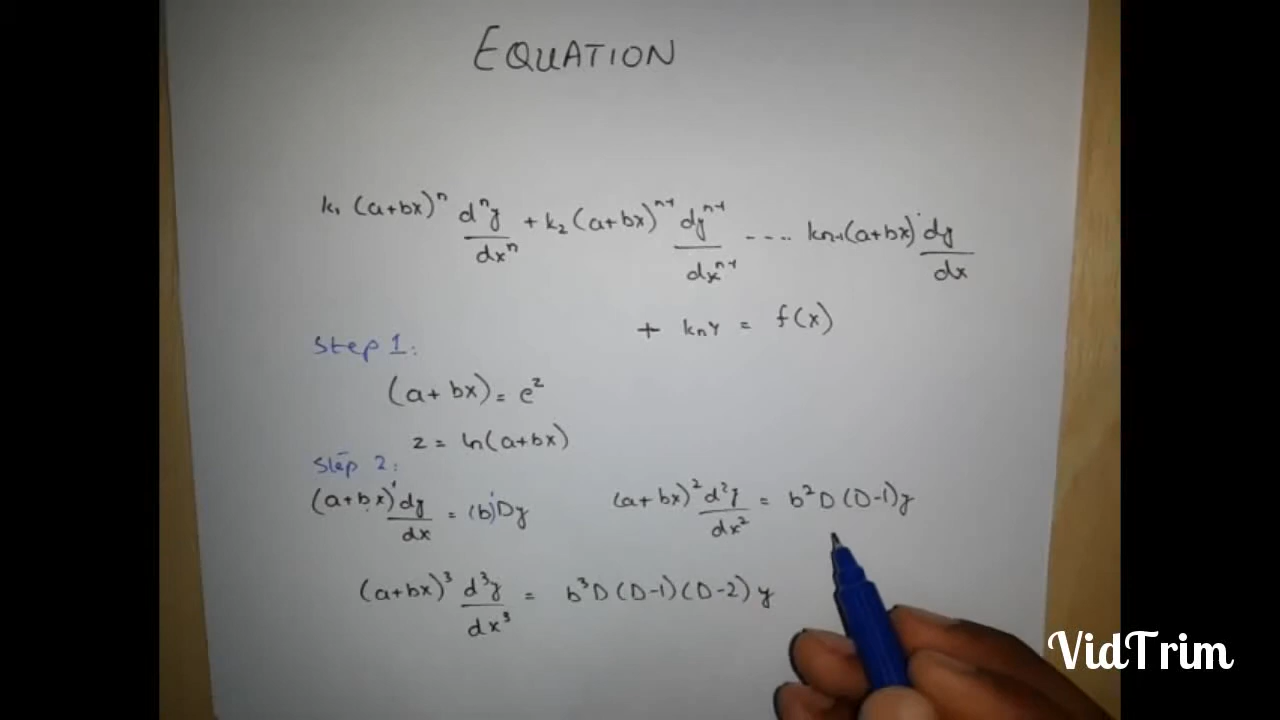 EQUATION
k₁ (a+bx)ⁿ dⁿy/dxⁿ + k₂ (a+bx)ⁿ⁻¹ dyⁿ⁻¹/dxⁿ⁻¹ ---.. kn-1(a+bx)' dy/dx
+ kₙY = f(x)
Step 1:
(a+bx) = eᶻ
z = ln(a+bx)
Step 2:
(a+bx)¹ dy/dx = (b)¹Dy (a+bx)² d²y/dx² = b²D(D-1)y
(a+bx)³ d³y/dx³ = b³D(D-1)(D-2)y
VidTrim